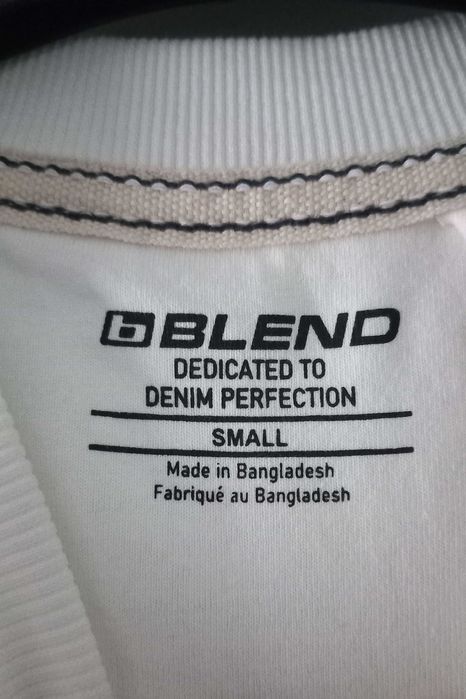 b BLEND
DEDICATED TO
DENIM PERFECTION
SMALL
Made in Bangladesh
Fabriqué au Bangladesh